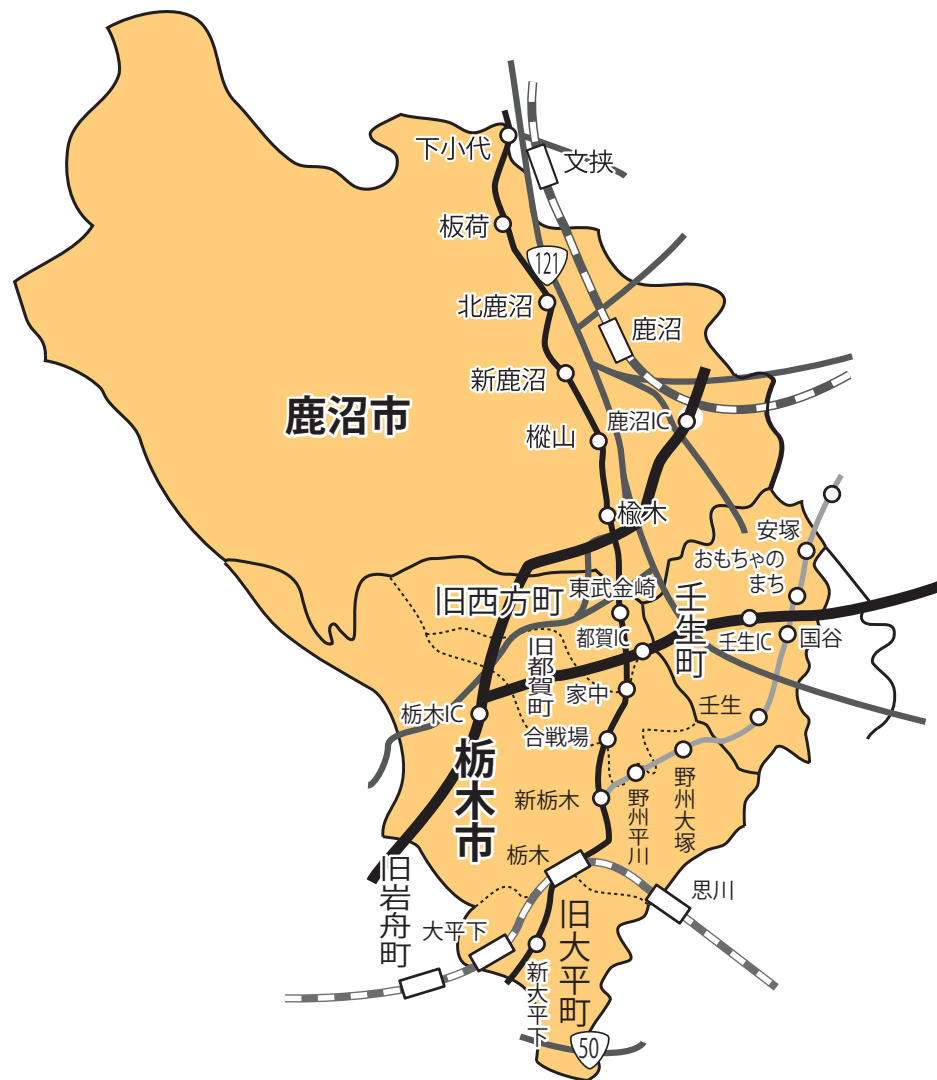 下小代
文挟
板荷
121
北鹿沼
鹿沼
新鹿沼
鹿沼市
鹿沼IC
樅山
楡木
安塚
おもちゃの
まち
東武金崎
旧西方町
壬生町
都賀IC
壬生IC
国谷
旧都賀町
家中
壬生
栃木IC
合戦場
栃木市
新栃木
野州平川
野州大塚
栃木
旧岩舟町
思川
大平下
旧大平町
新大平下
50